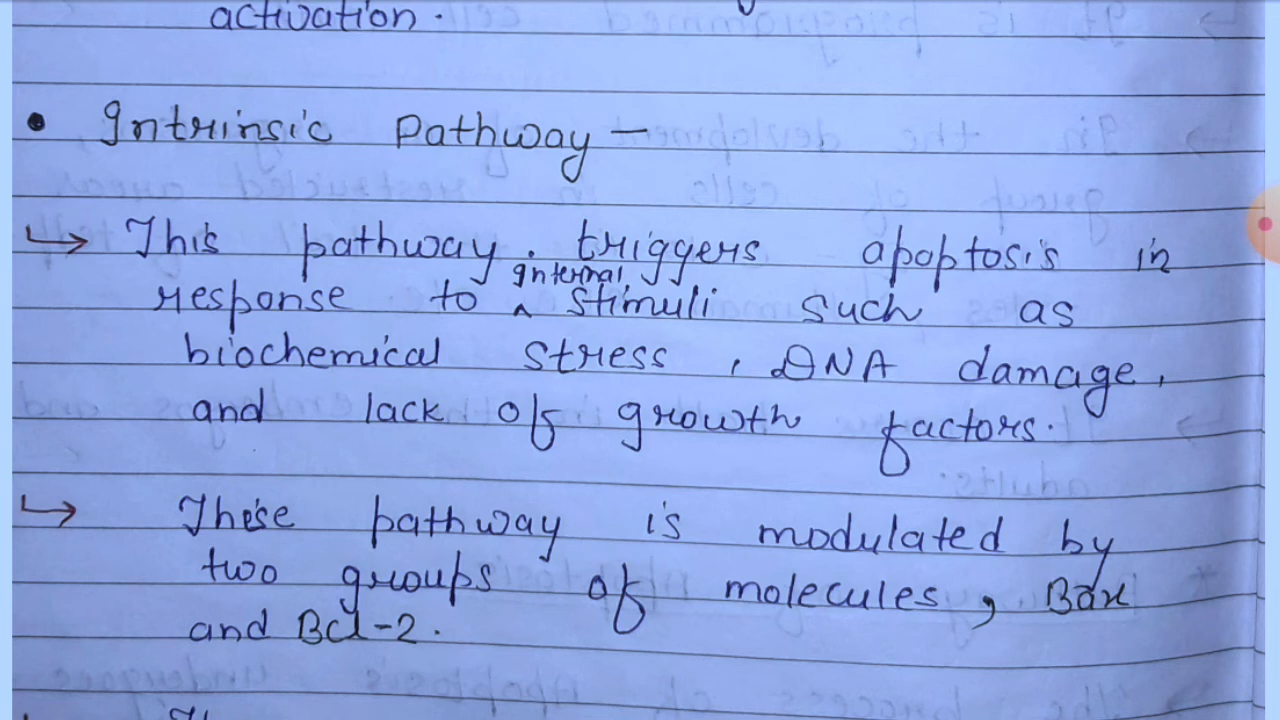 activation.
• Intrinsic Pathway –
↳ This pathway. triggers apoptosis in
internal
response to ^ stimuli such as
biochemical stress, DNA damage,
and lack of growth factors.
↳ These pathway is modulated by
two groups of molecules, Bax
and Bcl-2.